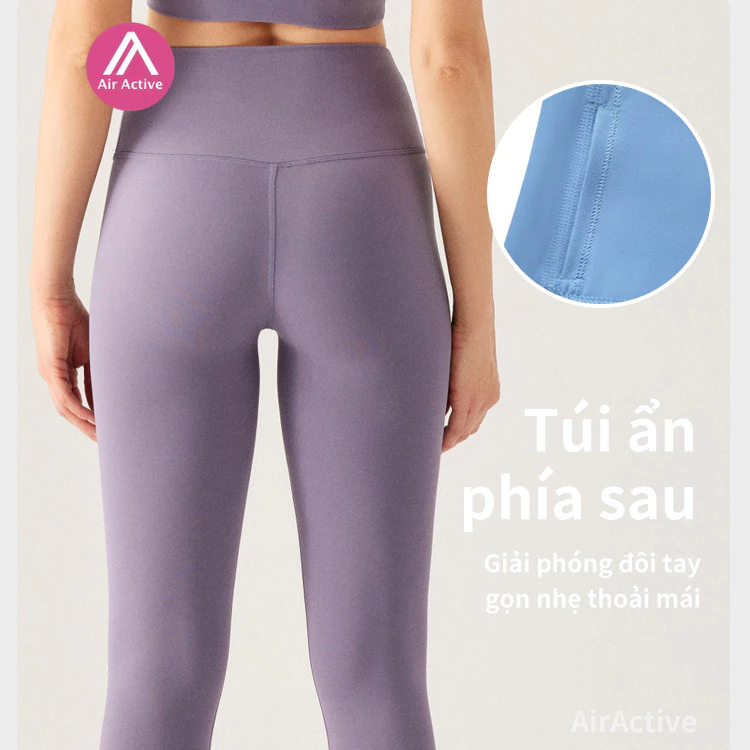 Air Active
Túi ẩn
phía sau
Giải phóng đôi tay
gọn nhẹ thoải mái
AirActive